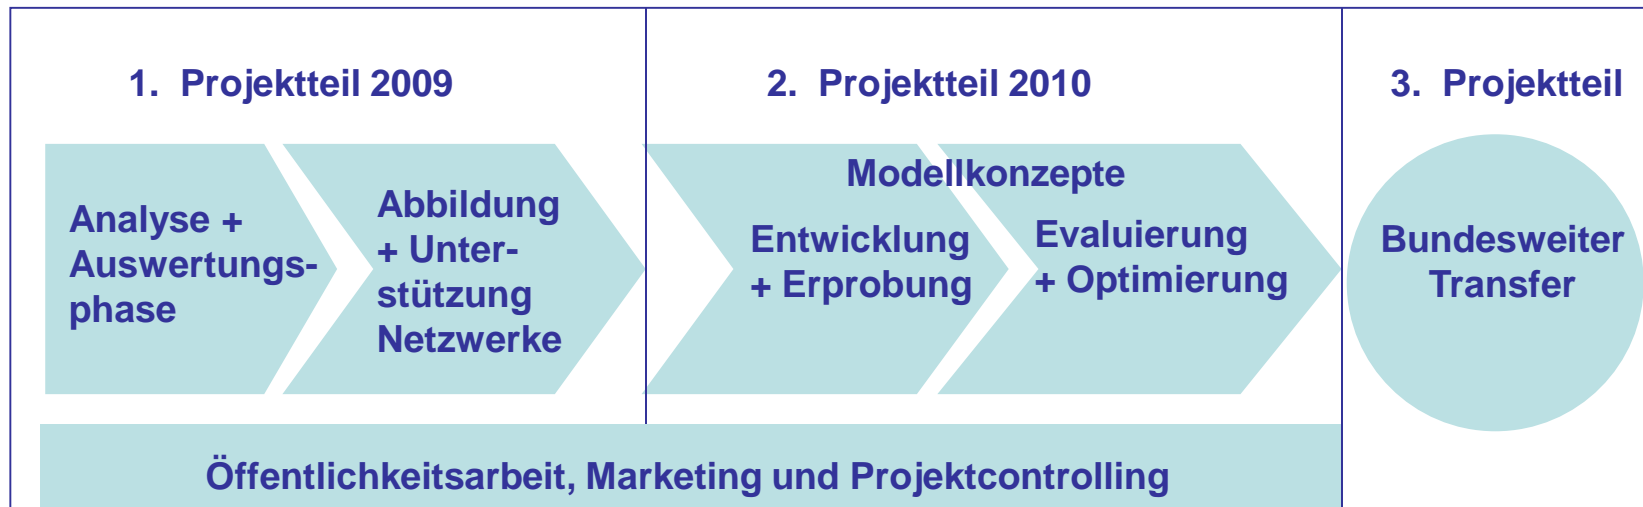 1. Projektteil 2009
2. Projektteil 2010
3. Projektteil
Analyse +
Auswertungs-
phase
Abbildung
+ Unter-
stützung
Netzwerke
Modellkonzepte
Entwicklung
+ Erprobung
Evaluierung
+ Optimierung
Bundesweiter
Transfer
Öffentlichkeitsarbeit, Marketing und Projektcontrolling